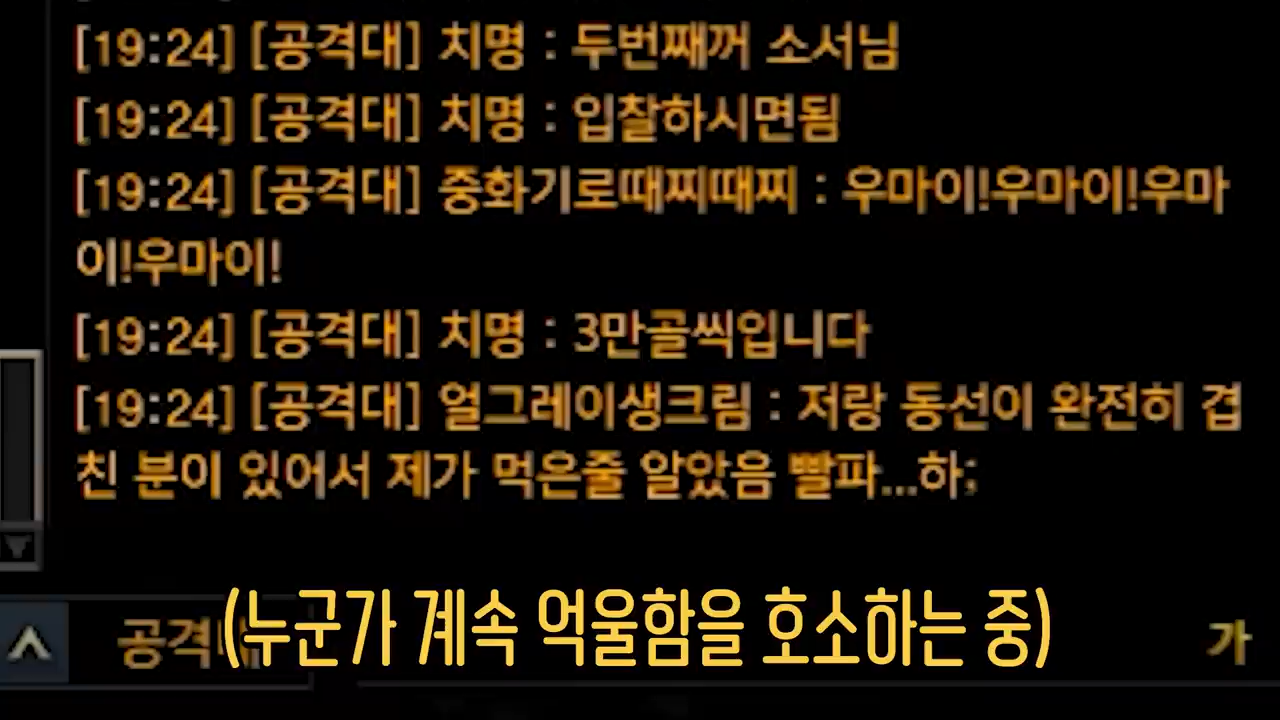 [19:24] [공격대] 치명 : 두번째꺼 소서님
[19:24] [공격대] 치명 : 입찰하시면됨
[19:24] [공격대] 중화기로때찌때찌 : 우마이!우마이!우마
이!우마이!
[19:24] [공격대] 치명 : 3만골씩입니다
[19:24] [공격대] 얼그레이생크림 : 저랑 동선이 완전히 겹
친 분이 있어서 제가 먹은줄 알았음 빨파...하;
공격대
(누군가 계속 억울함을 호소하는 중)
가